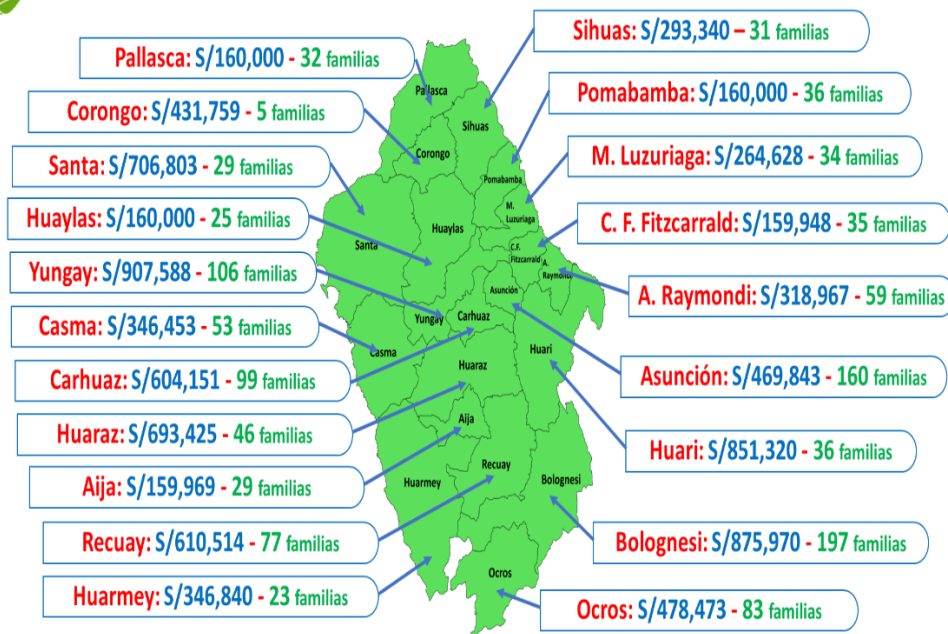 Pallasca: S/160,000 - 32 familias
Corongo: S/431,759 - 5 familias
Santa: S/706,803 - 29 familias
Huaylas: S/160,000 - 25 familias
Yungay: S/907,588 - 106 familias
Casma: S/346,453 - 53 familias
Carhuaz: S/604,151 - 99 familias
Huaraz: S/693,425 - 46 familias
Aija: S/159,969 - 29 familias
Recuay: S/610,514 - 77 familias
Huarmey: S/346,840 - 23 familias
Pallasca
Sihuas
Corongo
Pomabamba
M.
Luzuriaga
Huaylas
Santa
C.F.
Fitzcarrald
A.
Raymondi
Asunción
Yungay
Carhuaz
Casma
Huari
Huaraz
Aija
Recuay
Huarmey
Bolognesi
Ocros
Sihuas: S/293,340 – 31 familias
Pomabamba: S/160,000 - 36 familias
M. Luzuriaga: S/264,628 - 34 familias
C. F. Fitzcarrald: S/159,948 - 35 familias
A. Raymondi: S/318,967 - 59 familias
Asunción: S/469,843 - 160 familias
Huari: S/851,320 - 36 familias
Bolognesi: S/875,970 - 197 familias
Ocros: S/478,473 - 83 familias